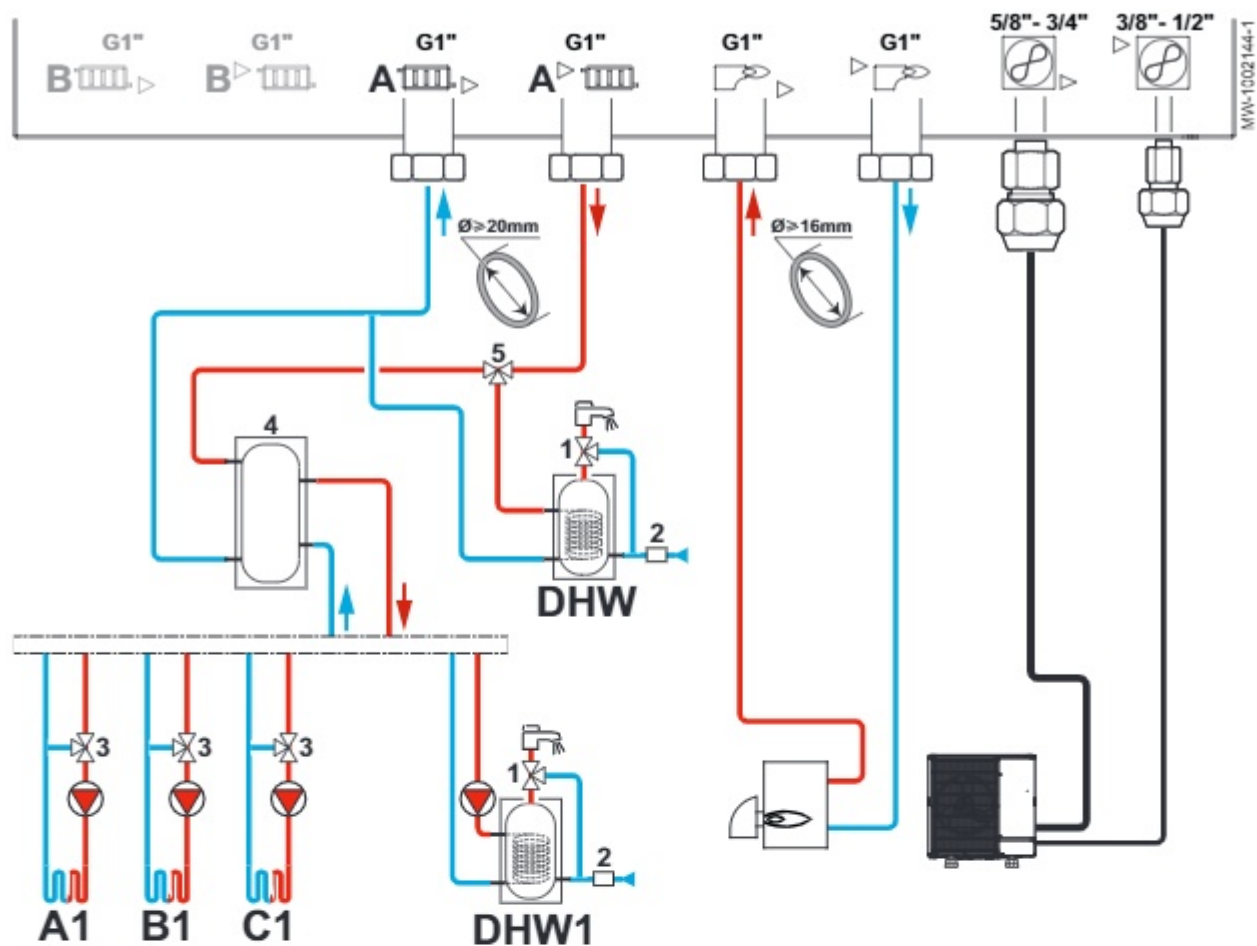 G1" G1" G1" G1" G1" G1" 5/8"- 3/4" 3/8"- 1/2"
B B A A
MW-1002144-1
Ø≥20mm Ø≥16mm
5
4
1
2
DHW
3 3 3
1
2
A1 B1 C1 DHW1